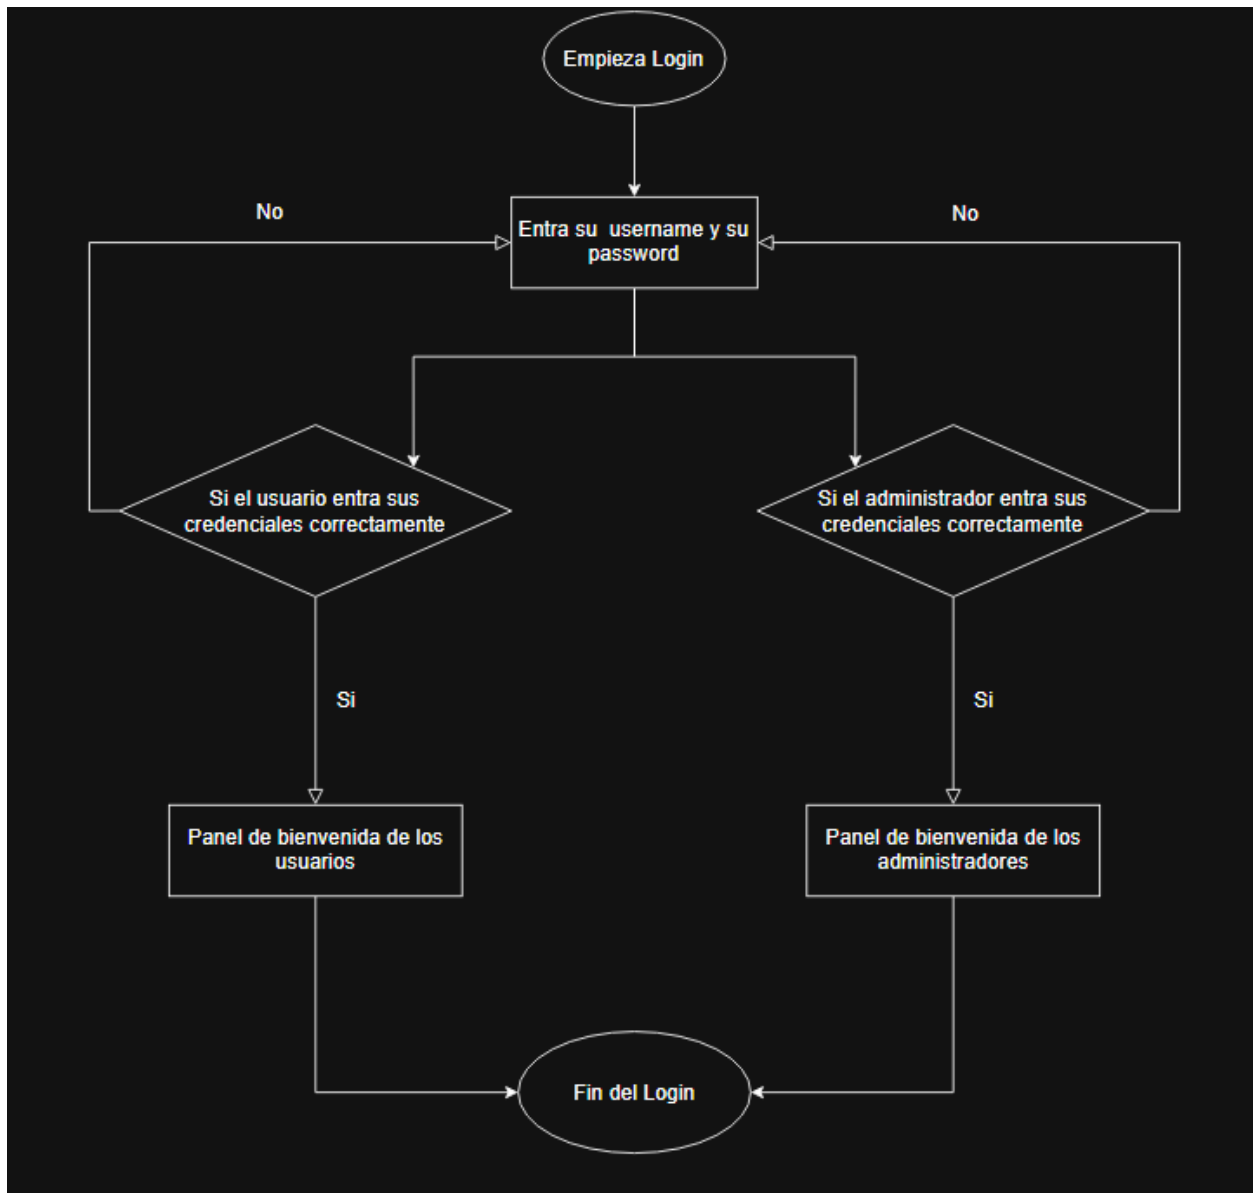 Empieza Login
No
No
Entra su  username y su
password
Si el usuario entra sus
credenciales correctamente
Si el administrador entra sus
credenciales correctamente
Si
Si
Panel de bienvenida de los
usuarios
Panel de bienvenida de los
administradores
Fin del Login